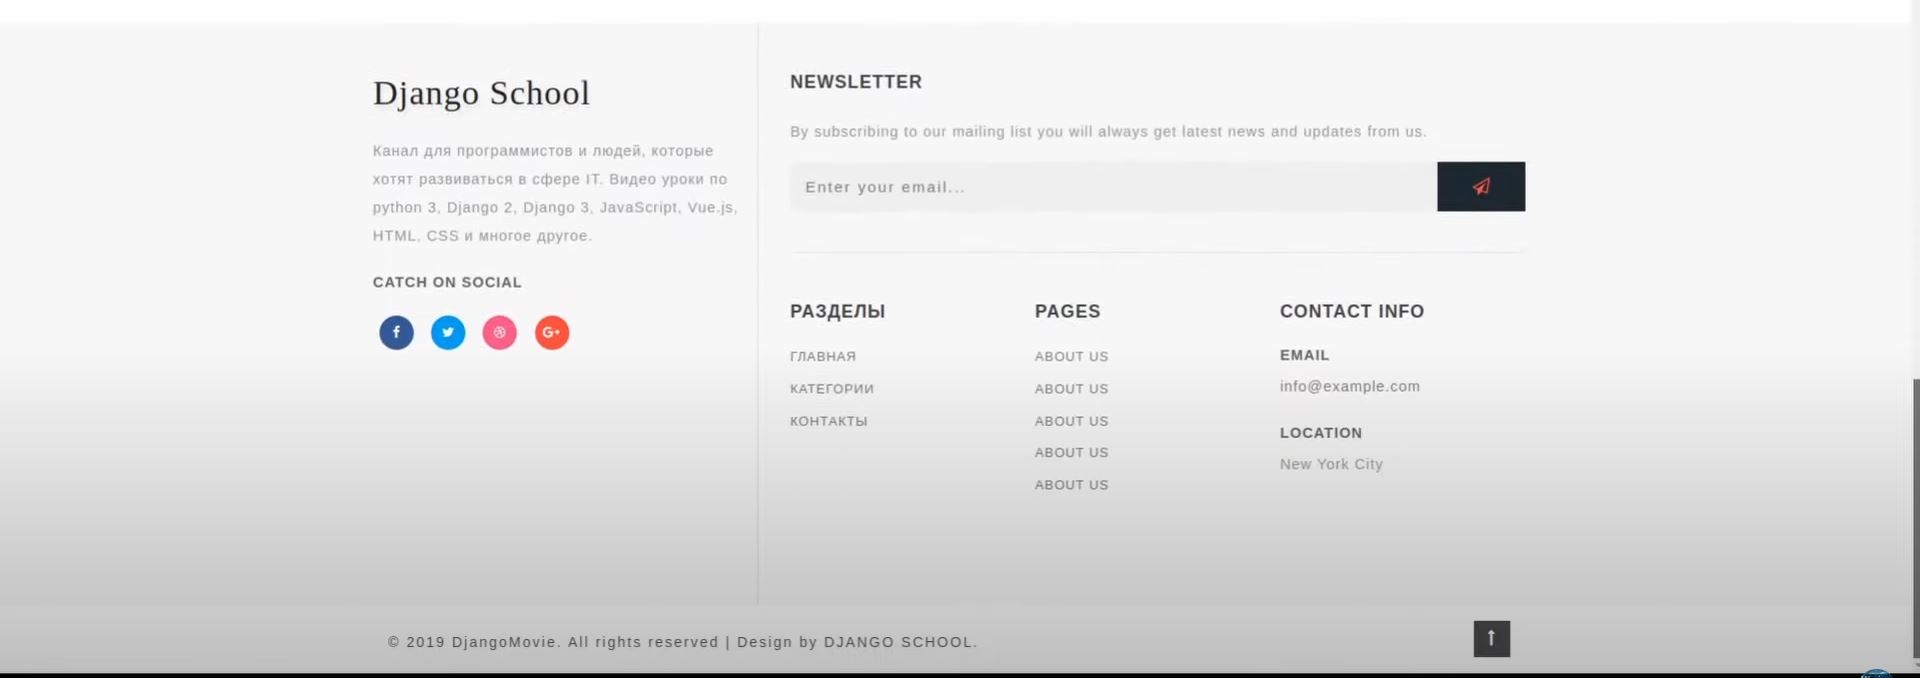 Django School
Канал для программистов и людей, которые
хотят развиваться в сфере IT. Видео уроки по
python 3, Django 2, Django 3, JavaScript, Vue.js,
HTML, CSS и многое другое.
CATCH ON SOCIAL
NEWSLETTER
By subscribing to our mailing list you will always get latest news and updates from us.
Enter your email...
РАЗДЕЛЫ
ГЛАВНАЯ
КАТЕГОРИИ
КОНТАКТЫ
PAGES
ABOUT US
ABOUT US
ABOUT US
ABOUT US
ABOUT US
CONTACT INFO
EMAIL
info@example.com
LOCATION
New York City
© 2019 DjangoMovie. All rights reserved | Design by DJANGO SCHOOL.